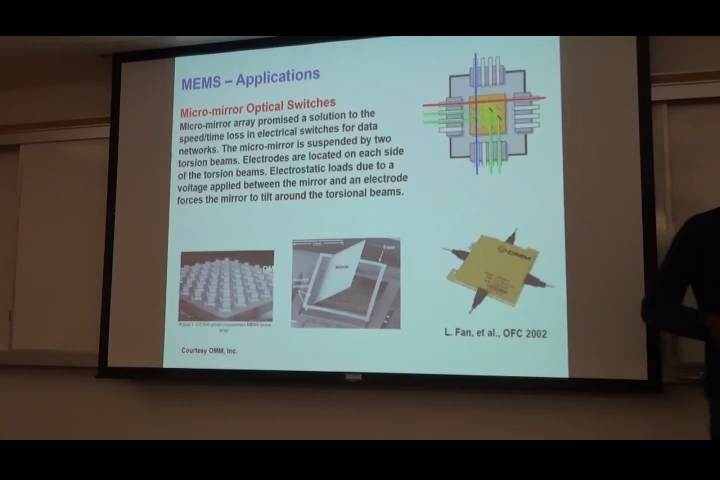 MEMS – Applications
Micro-mirror Optical Switches
Micro-mirror array promised a solution to the
speed/time loss in electrical switches for data
networks. The micro-mirror is suspended by two
torsion beams. Electrodes are located on each side
of the torsion beams. Electrostatic loads due to a
voltage applied between the mirror and an electrode
forces the mirror to tilt around the torsional beams.
L. Fan, et al., OFC 2002
Courtesy OMM, Inc.